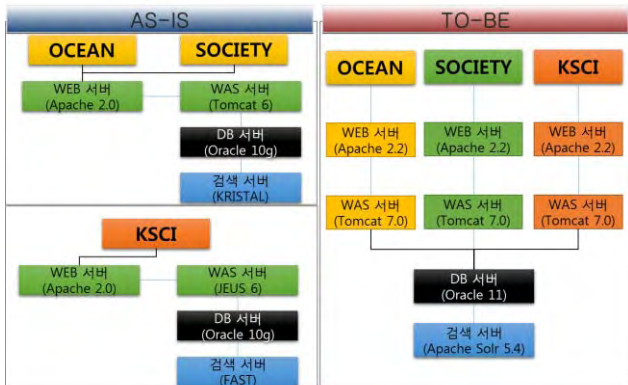 AS-IS
OCEAN
SOCIETY
WEB 서버
(Apache 2.0)
WAS 서버
(Tomcat 6)
DB 서버
(Oracle 10g)
검색 서버
(KRISTAL)
KSCI
WEB 서버
(Apache 2.0)
WAS 서버
(JEUS 6)
DB 서버
(Oracle 10g)
검색 서버
(FAST)
TO-BE
OCEAN
SOCIETY
KSCI
WEB 서버
(Apache 2.2)
WEB 서버
(Apache 2.2)
WEB 서버
(Apache 2.2)
WAS 서버
(Tomcat 7.0)
WAS 서버
(Tomcat 7.0)
WAS 서버
(Tomcat 7.0)
DB 서버
(Oracle 11)
검색 서버
(Apache Solr 5.4)